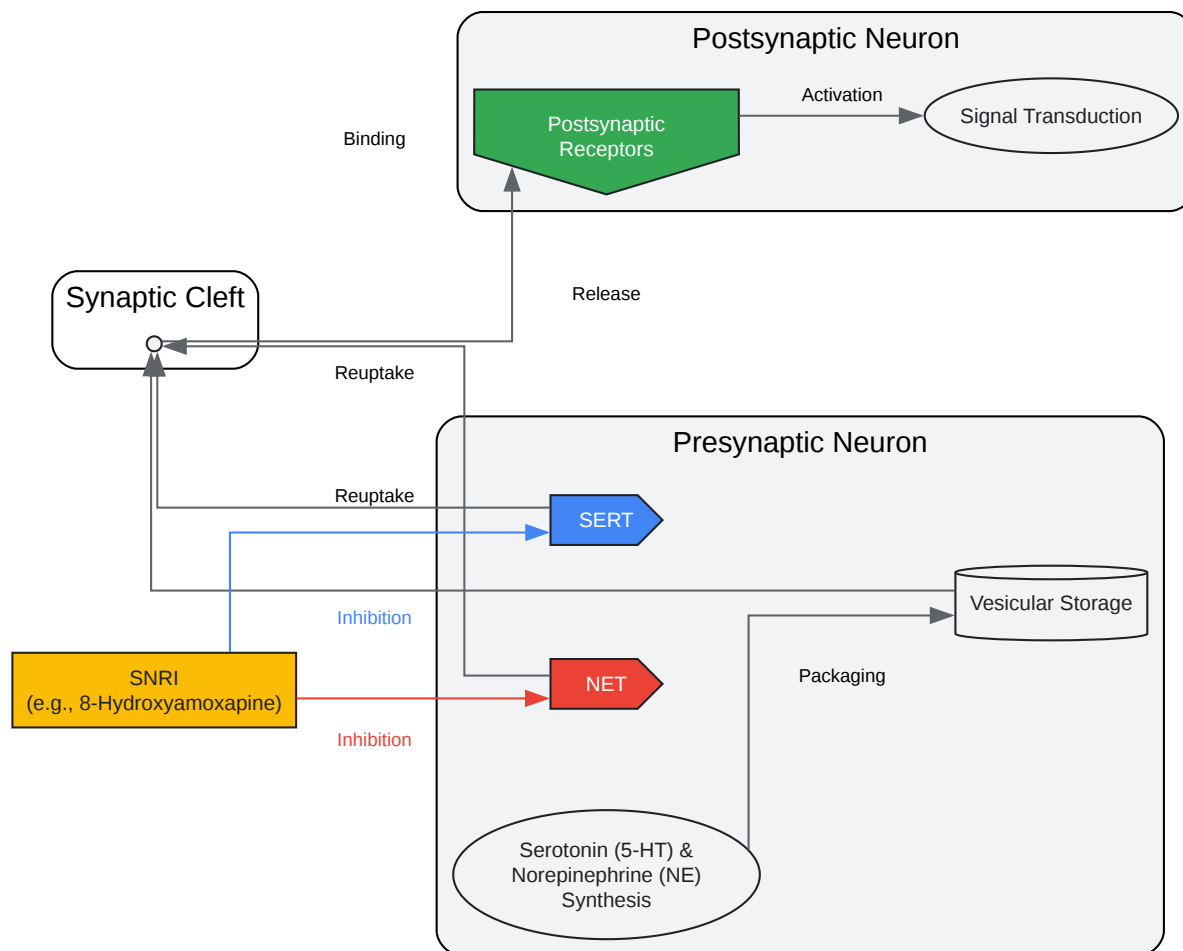 Postsynaptic Neuron
Activation
Postsynaptic
Receptors
Signal Transduction
Binding
Synaptic Cleft
Release
Reuptake
Presynaptic Neuron
Reuptake
SERT
Vesicular Storage
Inhibition
SNRI
(e.g., 8-Hydroxyamoxapine)
NET
Packaging
Inhibition
Serotonin (5-HT) &
Norepinephrine (NE)
Synthesis